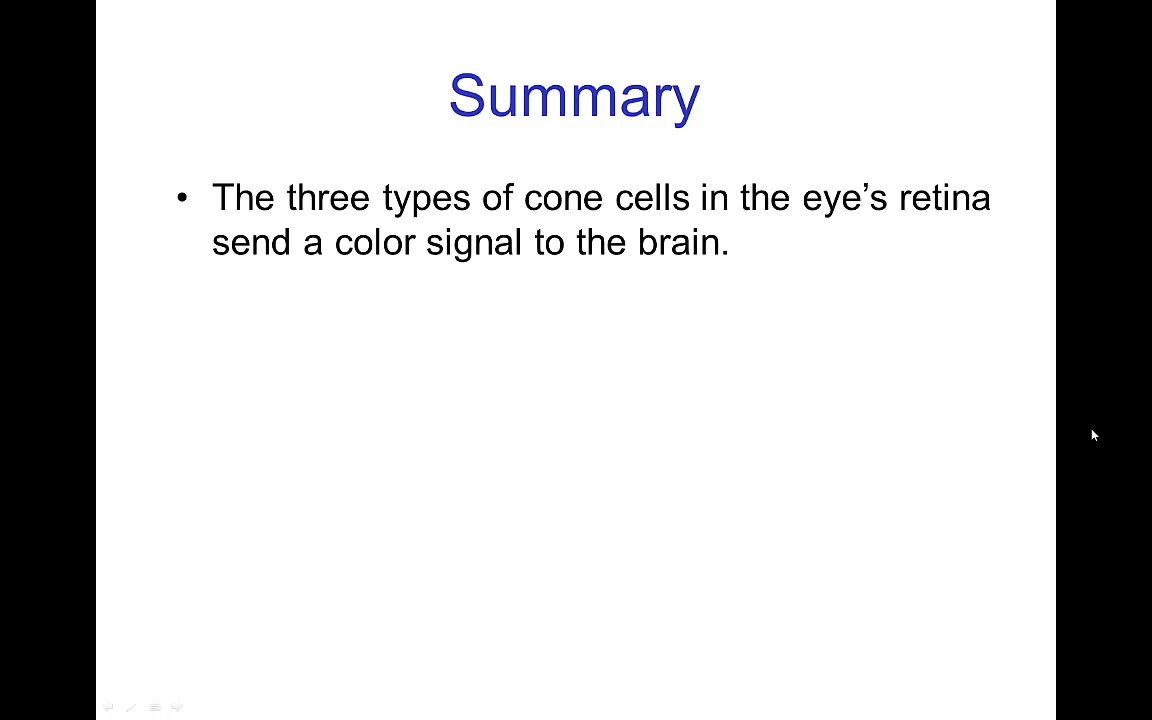 Summary
• The three types of cone cells in the eye’s retina
send a color signal to the brain.